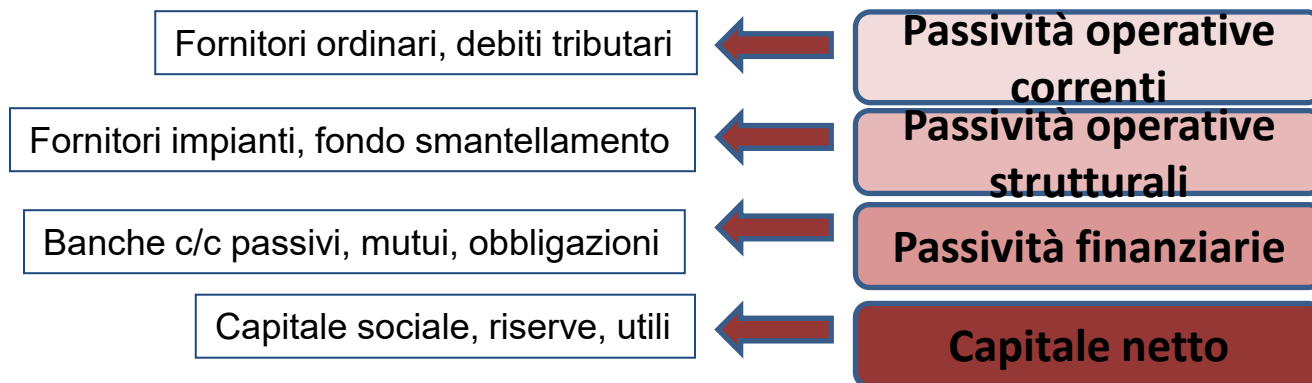 Fornitori ordinari, debiti tributari
Passività operative
correnti
Fornitori impianti, fondo smantellamento
Passività operative
strutturali
Banche c/c passivi, mutui, obbligazioni
Passività finanziarie
Capitale sociale, riserve, utili
Capitale netto